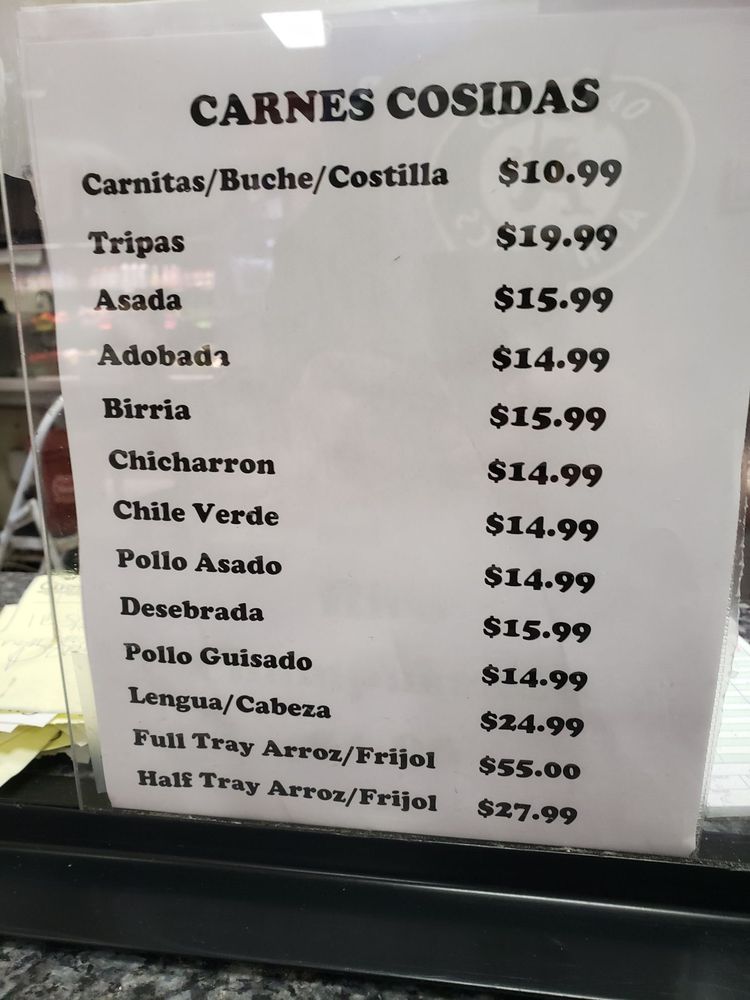 CARNES COSIDAS
Carnitas/Buche/Costilla $10.99
Tripas $19.99
Asada $15.99
Adobada $14.99
Birria $15.99
Chicharron $14.99
Chile Verde $14.99
Pollo Asado $14.99
Desebrada $15.99
Pollo Guisado $14.99
Lengua/Cabeza $24.99
Full Tray Arroz/Frijol $55.00
Half Tray Arroz/Frijol $27.99